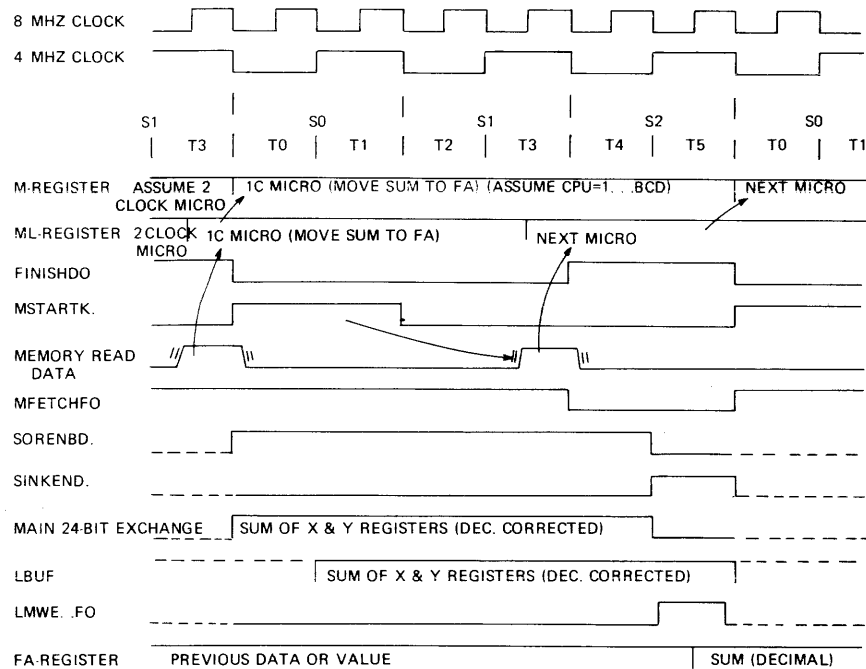 8 MHZ CLOCK
4 MHZ CLOCK
S1 S0 S1 S2 S0
T3 T0 T1 T2 T3 T4 T5 T0 T1
M-REGISTER ASSUME 2 CLOCK MICRO 1C MICRO (MOVE SUM TO FA) (ASSUME CPU=1. . .BCD) NEXT MICRO
ML-REGISTER 2 CLOCK MICRO 1C MICRO (MOVE SUM TO FA) NEXT MICRO
FINISHDO
MSTARTK.
MEMORY READ
DATA
MFETCHFO
SORENBD.
SINKEND.
MAIN 24-BIT EXCHANGE SUM OF X & Y REGISTERS (DEC. CORRECTED)
LBUF SUM OF X & Y REGISTERS (DEC. CORRECTED)
LMWE. .FO
FA-REGISTER PREVIOUS DATA OR VALUE SUM (DECIMAL)